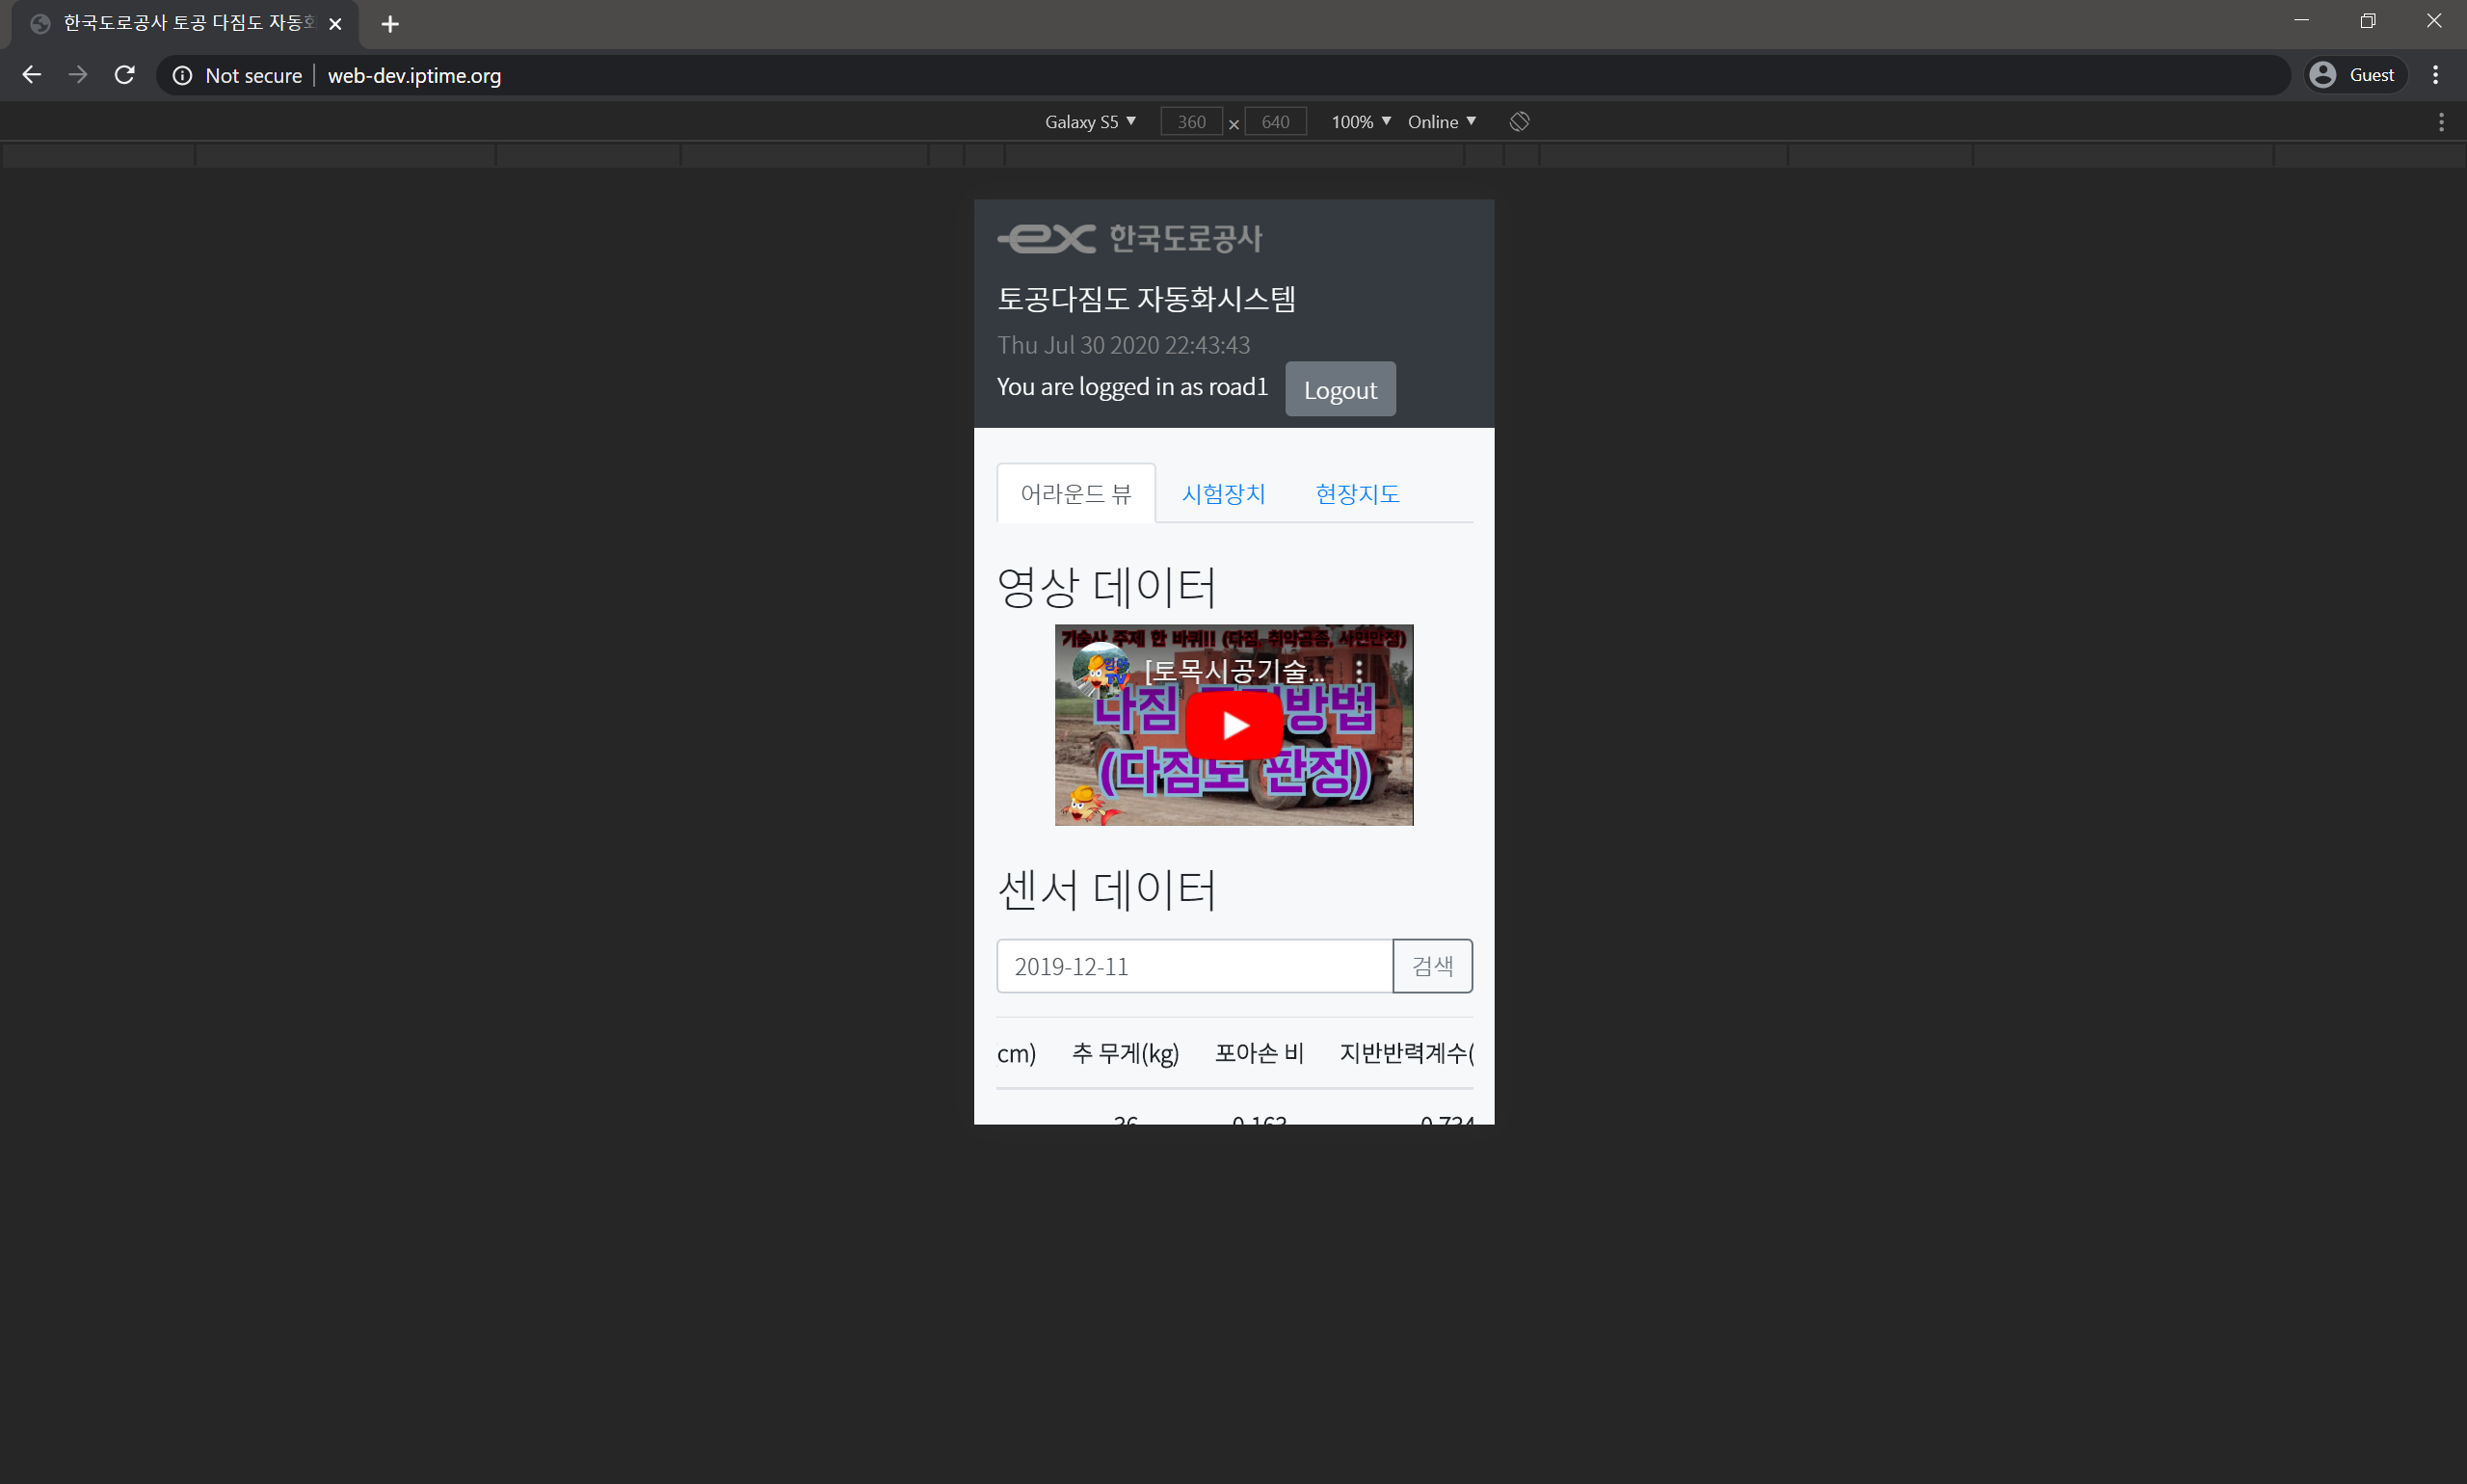 한국도로공사 토공 다짐도 자동화
Not secure web-dev.iptime.org
Guest
Galaxy S5 360 × 640 100% Online
ex 한국도로공사
토공다짐도 자동화시스템
Thu Jul 30 2020 22:43:43
You are logged in as road1 Logout
어라운드 뷰 시험장치 현장지도
영상 데이터
기술사 주제 한 바퀴!! (다짐, 취약공종, 사면안정)
[토목시공기술...
다짐 방법
(다짐도 판정)
센서 데이터
2019-12-11 검색
cm) 추 무게(kg) 포아손 비 지반반력계수(
36 0.163 0.734